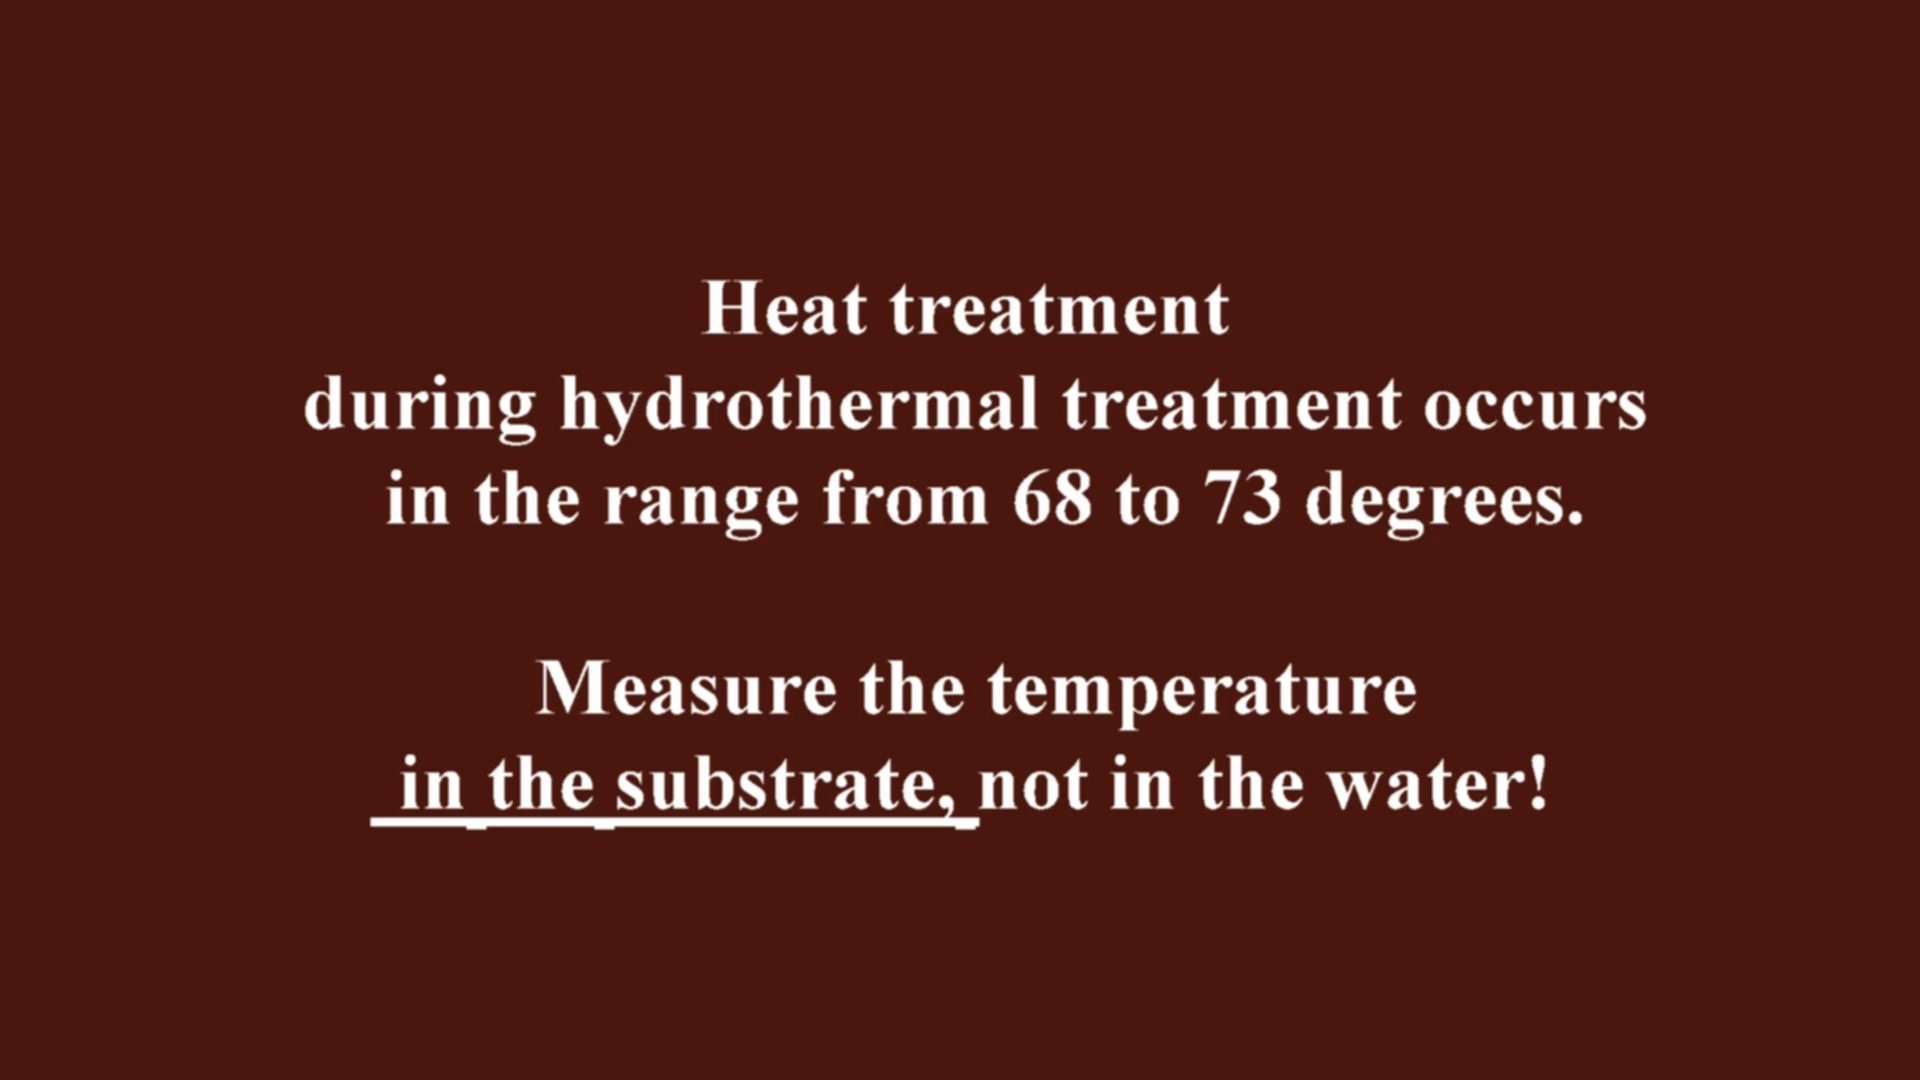 Heat treatment
during hydrothermal treatment occurs
in the range from 68 to 73 degrees.
Measure the temperature
in the substrate, not in the water!